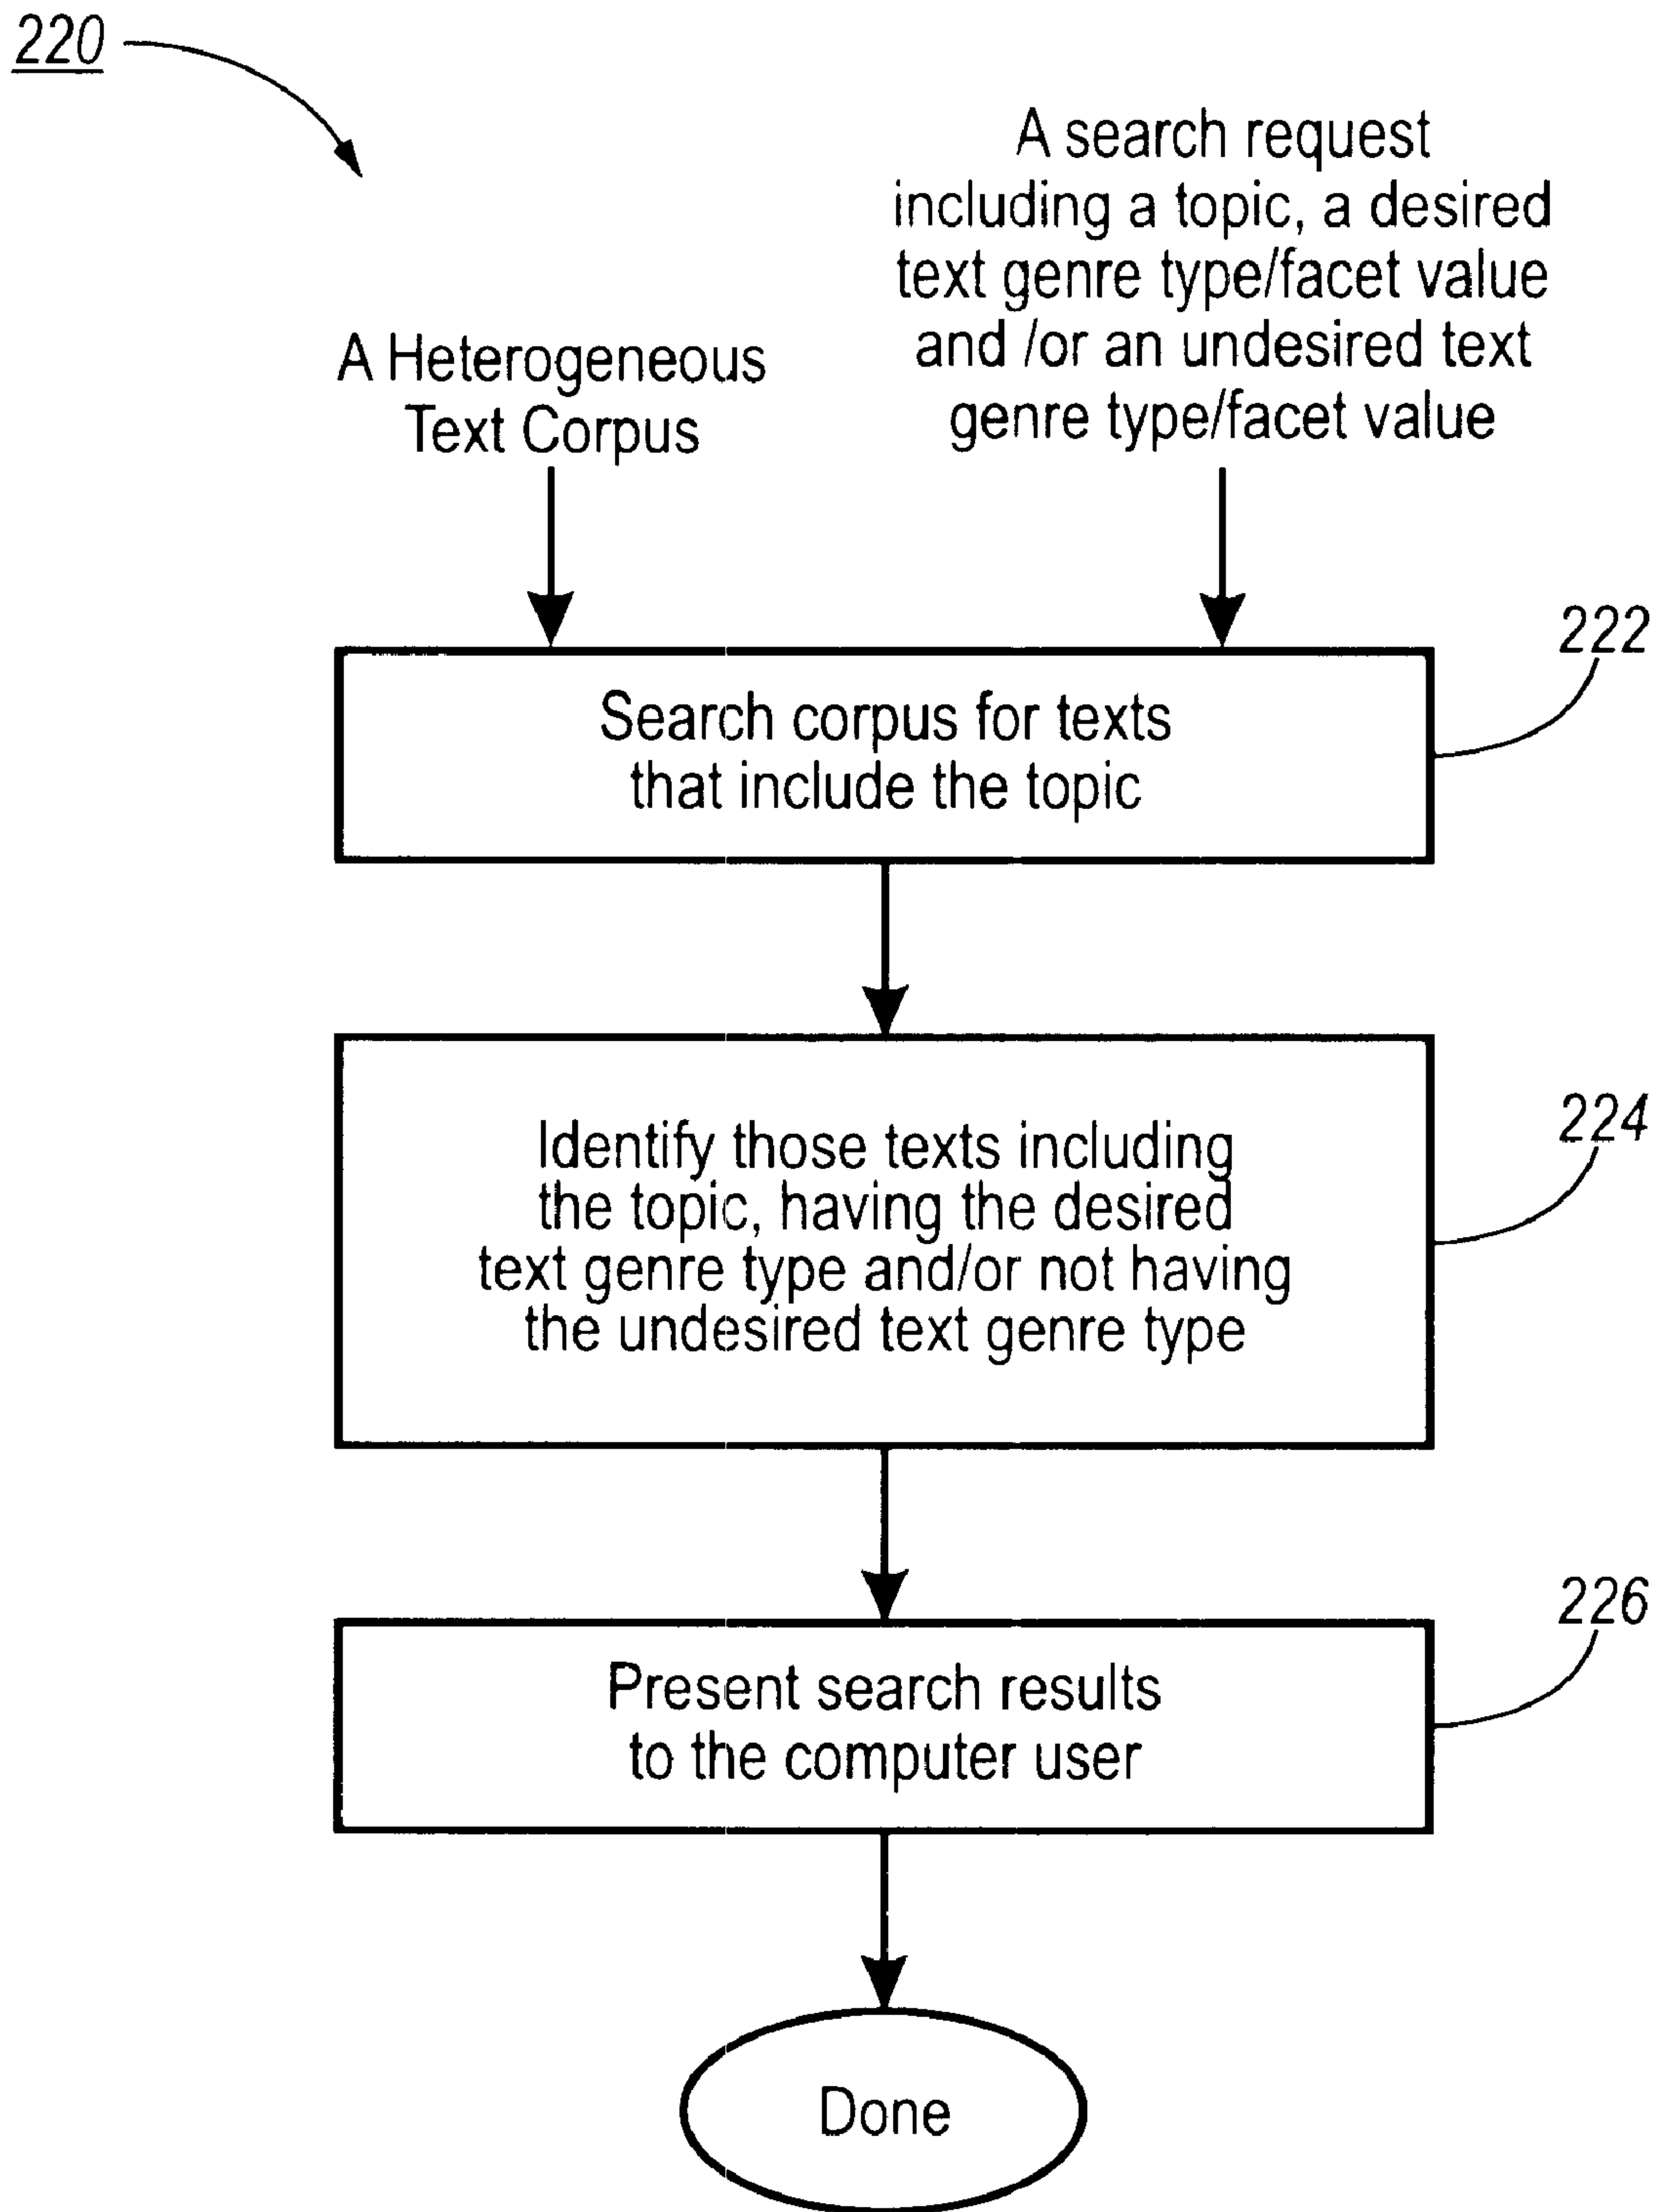 220
A search request
including a topic, a desired
text genre type/facet value
and /or an undesired text
genre type/facet value
A Heterogeneous
Text Corpus
222
Search corpus for texts
that include the topic
224
Identify those texts including
the topic, having the desired
text genre type and/or not having
the undesired text genre type
226
Present search results
to the computer user
Done